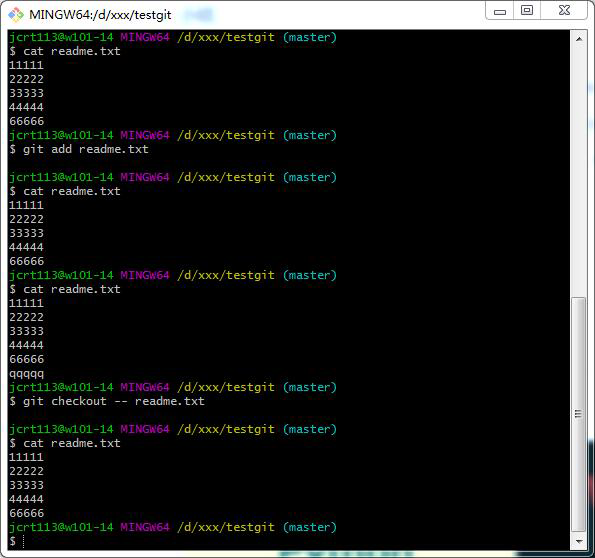 MINGW64:/d/xxx/testgit
jcrt113@w101-14 MINGW64 /d/xxx/testgit (master)
$ cat readme.txt
11111
22222
33333
44444
66666
jcrt113@w101-14 MINGW64 /d/xxx/testgit (master)
$ git add readme.txt

jcrt113@w101-14 MINGW64 /d/xxx/testgit (master)
$ cat readme.txt
11111
22222
33333
44444
66666
jcrt113@w101-14 MINGW64 /d/xxx/testgit (master)
$ cat readme.txt
11111
22222
33333
44444
66666
qqqqq
jcrt113@w101-14 MINGW64 /d/xxx/testgit (master)
$ git checkout -- readme.txt

jcrt113@w101-14 MINGW64 /d/xxx/testgit (master)
$ cat readme.txt
11111
22222
33333
44444
66666
jcrt113@w101-14 MINGW64 /d/xxx/testgit (master)
$